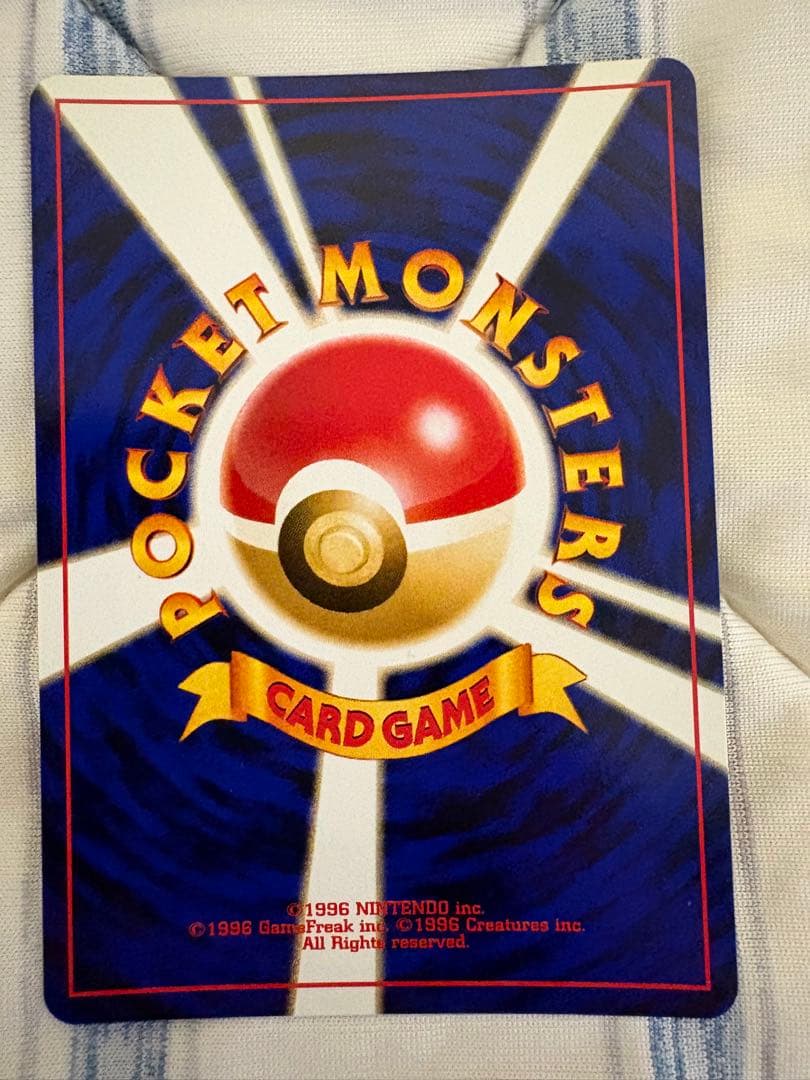 POCKET MONSTERS
CARD GAME
©1996 NINTENDO inc.
©1996 GameFreak inc. ©1996 Creatures inc.
All Rights reserved.